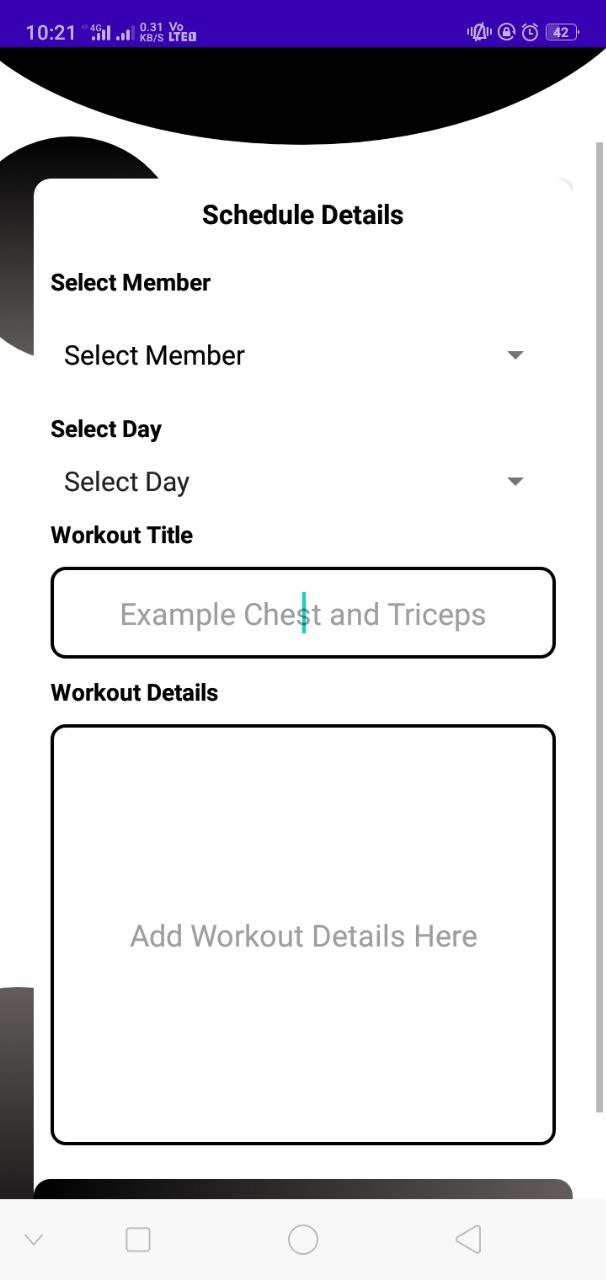 10:21 4G 0.31 KB/S Vo LTE 42
Schedule Details
Select Member
Select Member
Select Day
Select Day
Workout Title
Example Chest and Triceps
Workout Details
Add Workout Details Here